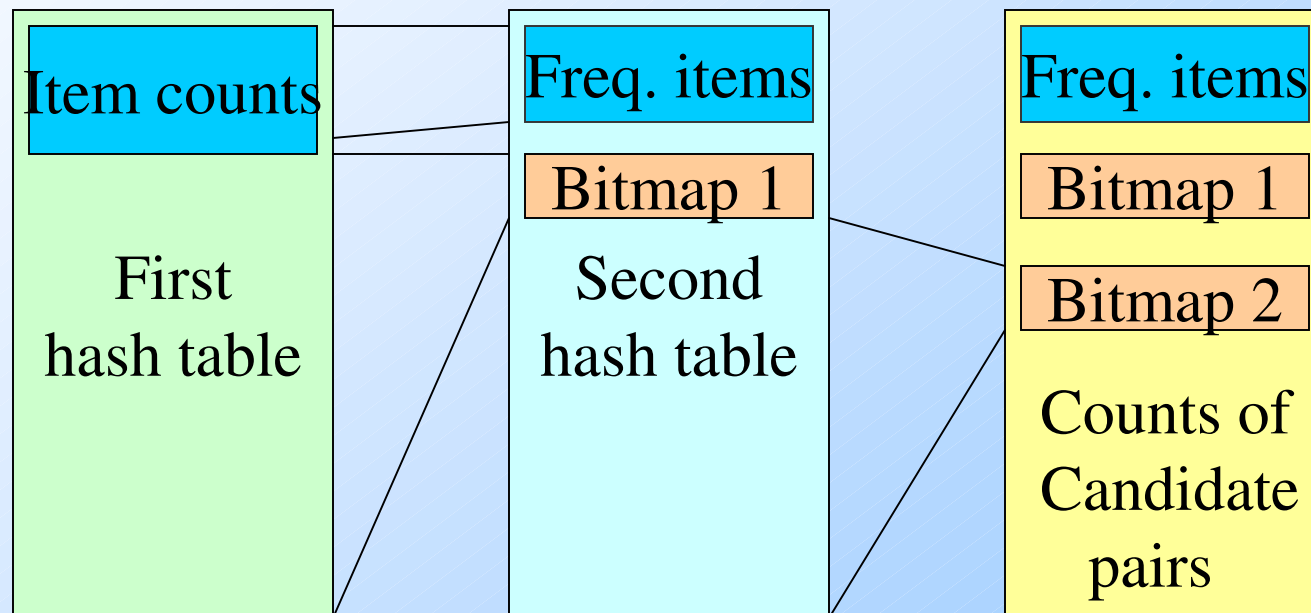 Item counts
First
hash table
Freq. items
Bitmap 1
Second
hash table
Freq. items
Bitmap 1
Bitmap 2
Counts of
Candidate
pairs